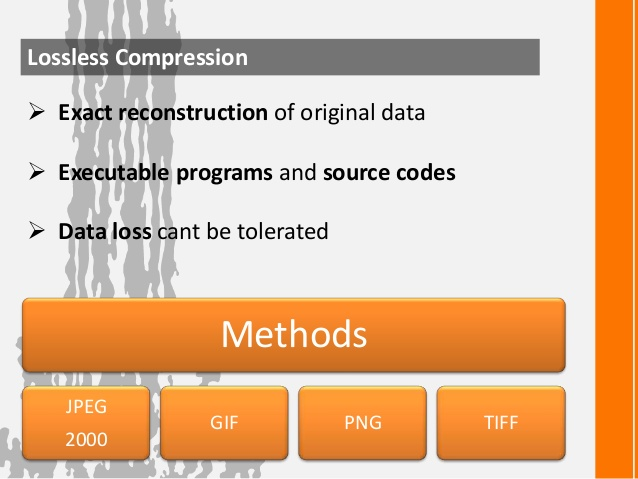 Lossless Compression
➢ Exact reconstruction of original data
➢ Executable programs and source codes
➢ Data loss cant be tolerated
Methods
JPEG
2000
GIF
PNG
TIFF